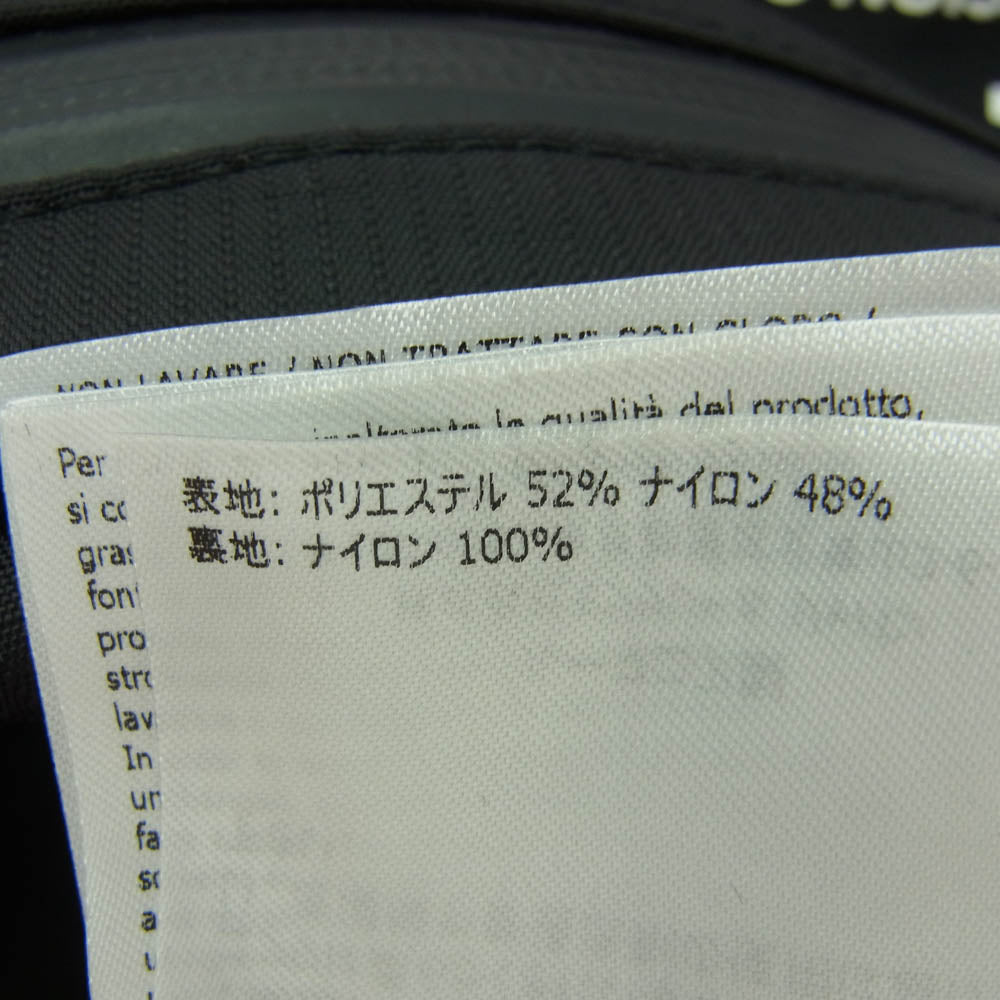 NON LAVARE / NON TRATTARE CON CLORO /
la qualità del prodotto,
Per
si co
gras
font
pro
stro
lav
In
un
fa
so
a
表地: ポリエステル 52% ナイロン 48%
裏地: ナイロン 100%